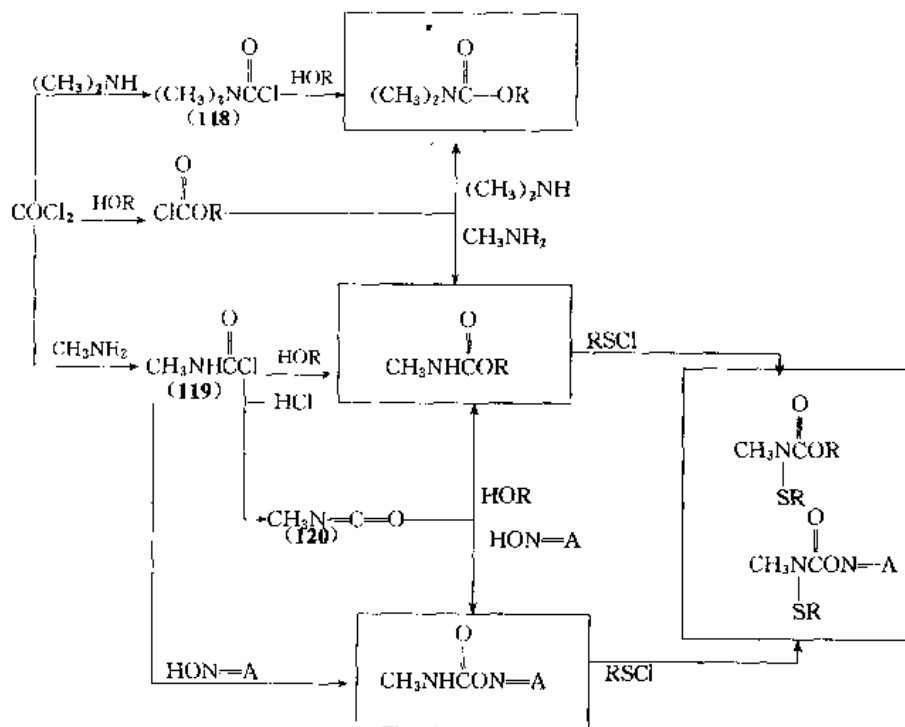 O O
(CH₃)₂NH (CH₃)₂NCCl HOR (CH₃)₂NC—OR
(118)
O (CH₃)₂NH
COCl₂ HOR ClCOR
CH₃NH₂
O O
CH₃NH₂ CH₃NHCCl HOR CH₃NHCOR RSCl
(119) —HCl
O
CH₃NCOR
SR
HOR
CH₃N=C=O
(120) HON=A
O
CH₃NCON=A
SR
O
HON=A CH₃NHCON=A RSCl